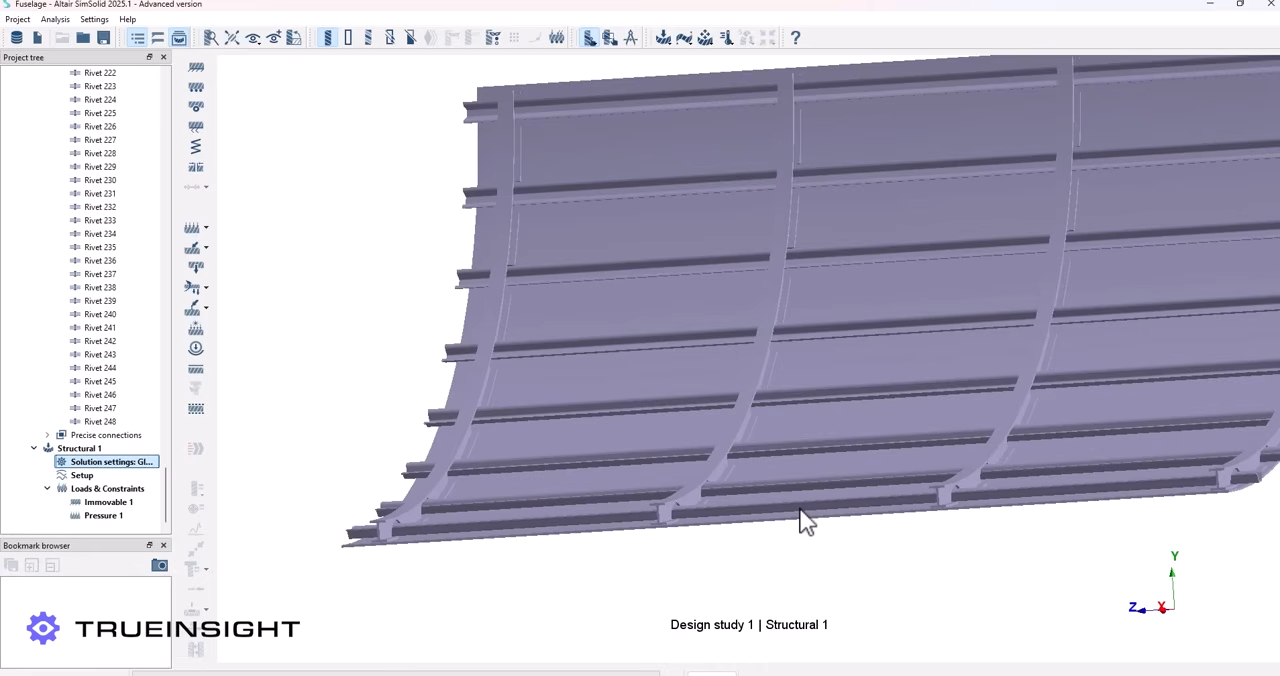 Fuselage - Altair SimSolid 2025.1 - Advanced version
Project Analysis Settings Help
Project tree
Rivet 222
Rivet 223
Rivet 224
Rivet 225
Rivet 226
Rivet 227
Rivet 228
Rivet 229
Rivet 230
Rivet 231
Rivet 232
Rivet 233
Rivet 234
Rivet 235
Rivet 236
Rivet 237
Rivet 238
Rivet 239
Rivet 240
Rivet 241
Rivet 242
Rivet 243
Rivet 244
Rivet 245
Rivet 246
Rivet 247
Rivet 248
Precise connections
Structural 1
Solution settings: Gl...
Setup
Loads & Constraints
Immovable 1
Pressure 1
Bookmark browser
TRUEINSIGHT
Design study 1 | Structural 1
Y
Z
X